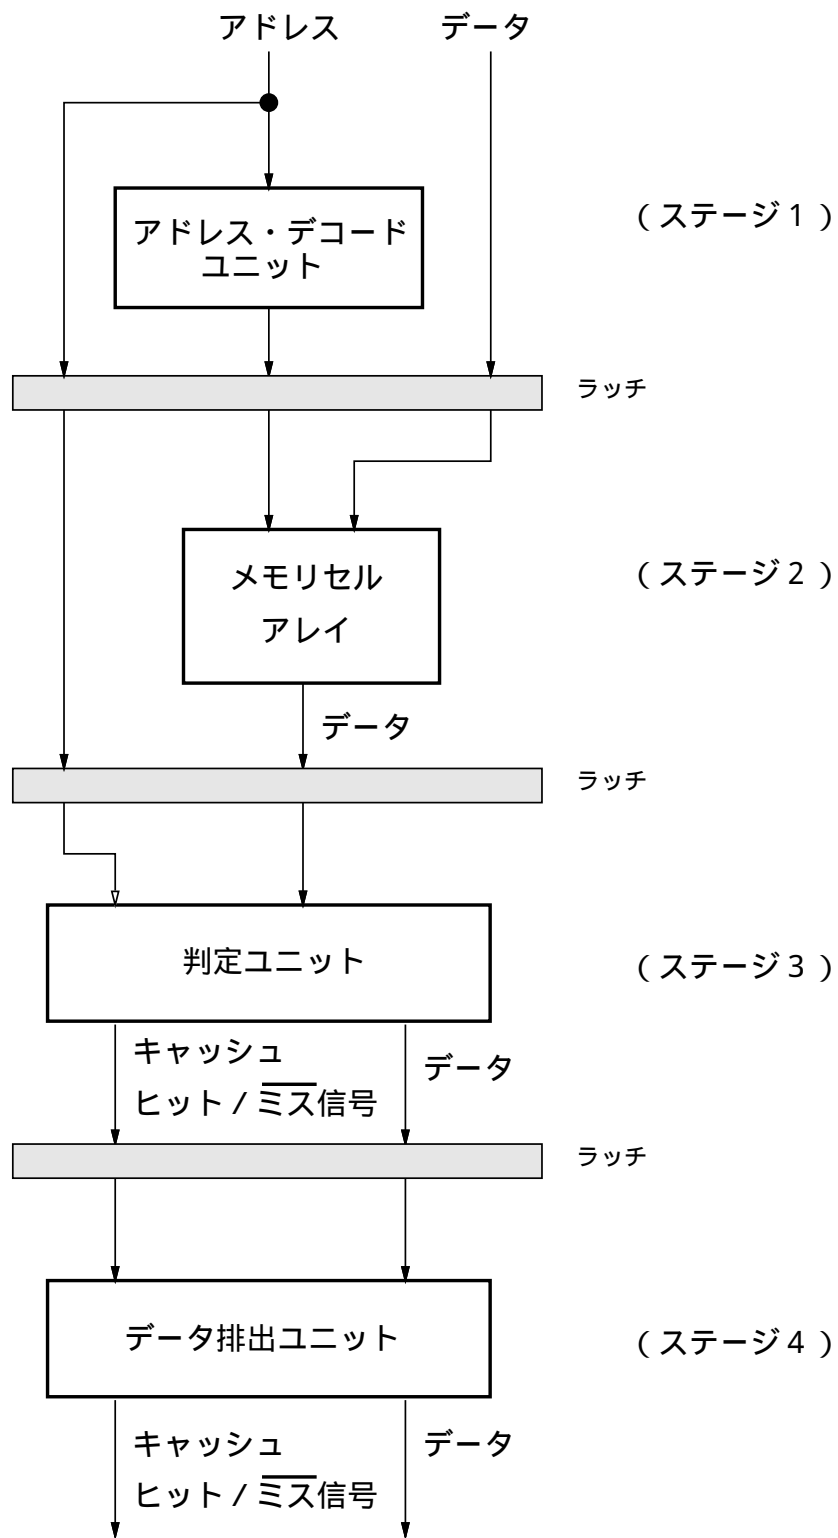 アドレス
データ
アドレス・デコード
ユニット
(ステージ1)
ラッチ
メモリセル
アレイ
(ステージ2)
データ
ラッチ
判定ユニット
(ステージ3)
キャッシュ
ヒット/ミス信号
データ
ラッチ
データ排出ユニット
(ステージ4)
キャッシュ
ヒット/ミス信号
データ